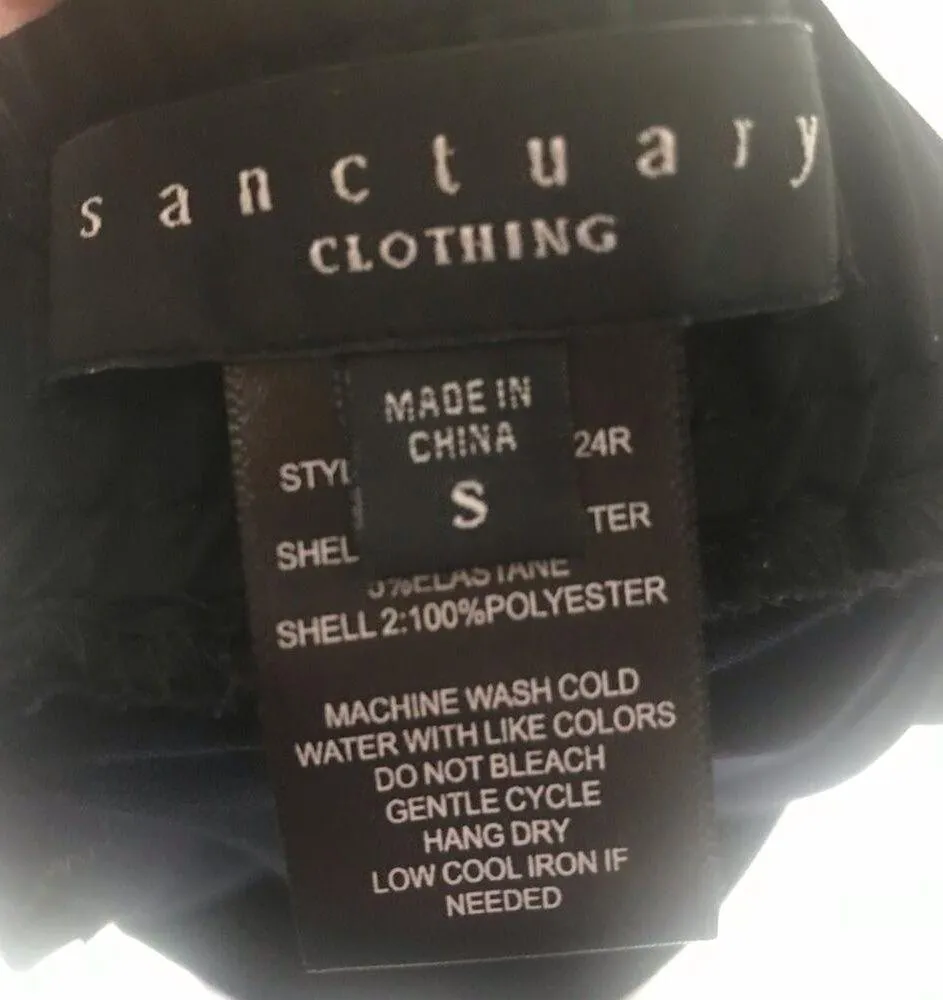 sanctuary
CLOTHING
MADE IN
CHINA
S
STYL 24R
SHEL TER
%ELASTANE
SHELL 2:100%POLYESTER
MACHINE WASH COLD
WATER WITH LIKE COLORS
DO NOT BLEACH
GENTLE CYCLE
HANG DRY
LOW COOL IRON IF
NEEDED